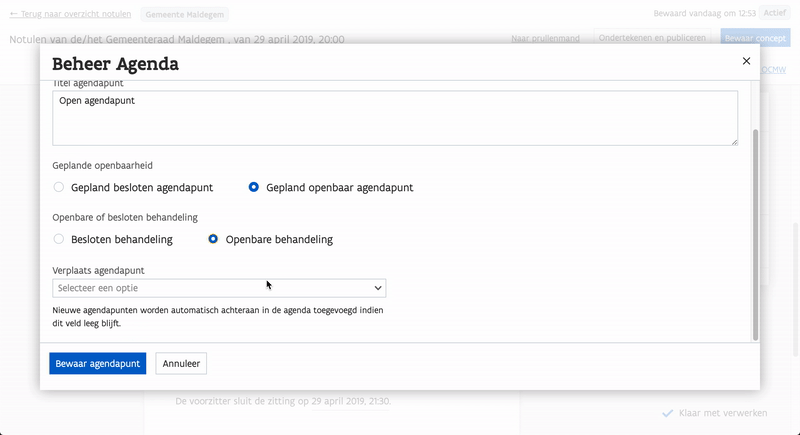 ← Terug naar overzicht notulen
Gemeente Maldegem
Bewaard vandaag om 12:53
Actief
Notulen van de/het Gemeenteraad Maldegem , van 29 april 2019, 20:00
Naar prullenmand
Ondertekenen en publiceren
Bewaar concept
OCMW
Beheer Agenda
Titel agendapunt
Open agendapunt
Geplande openbaarheid
Gepland besloten agendapunt
Gepland openbaar agendapunt
Openbare of besloten behandeling
Besloten behandeling
Openbare behandeling
Verplaats agendapunt
Selecteer een optie
Nieuwe agendapunten worden automatisch achteraan in de agenda toegevoegd indien
dit veld leeg blijft.
Bewaar agendapunt
Annuleer
De voorzitter sluit de zitting op 29 april 2019, 21:30.
Klaar met verwerken